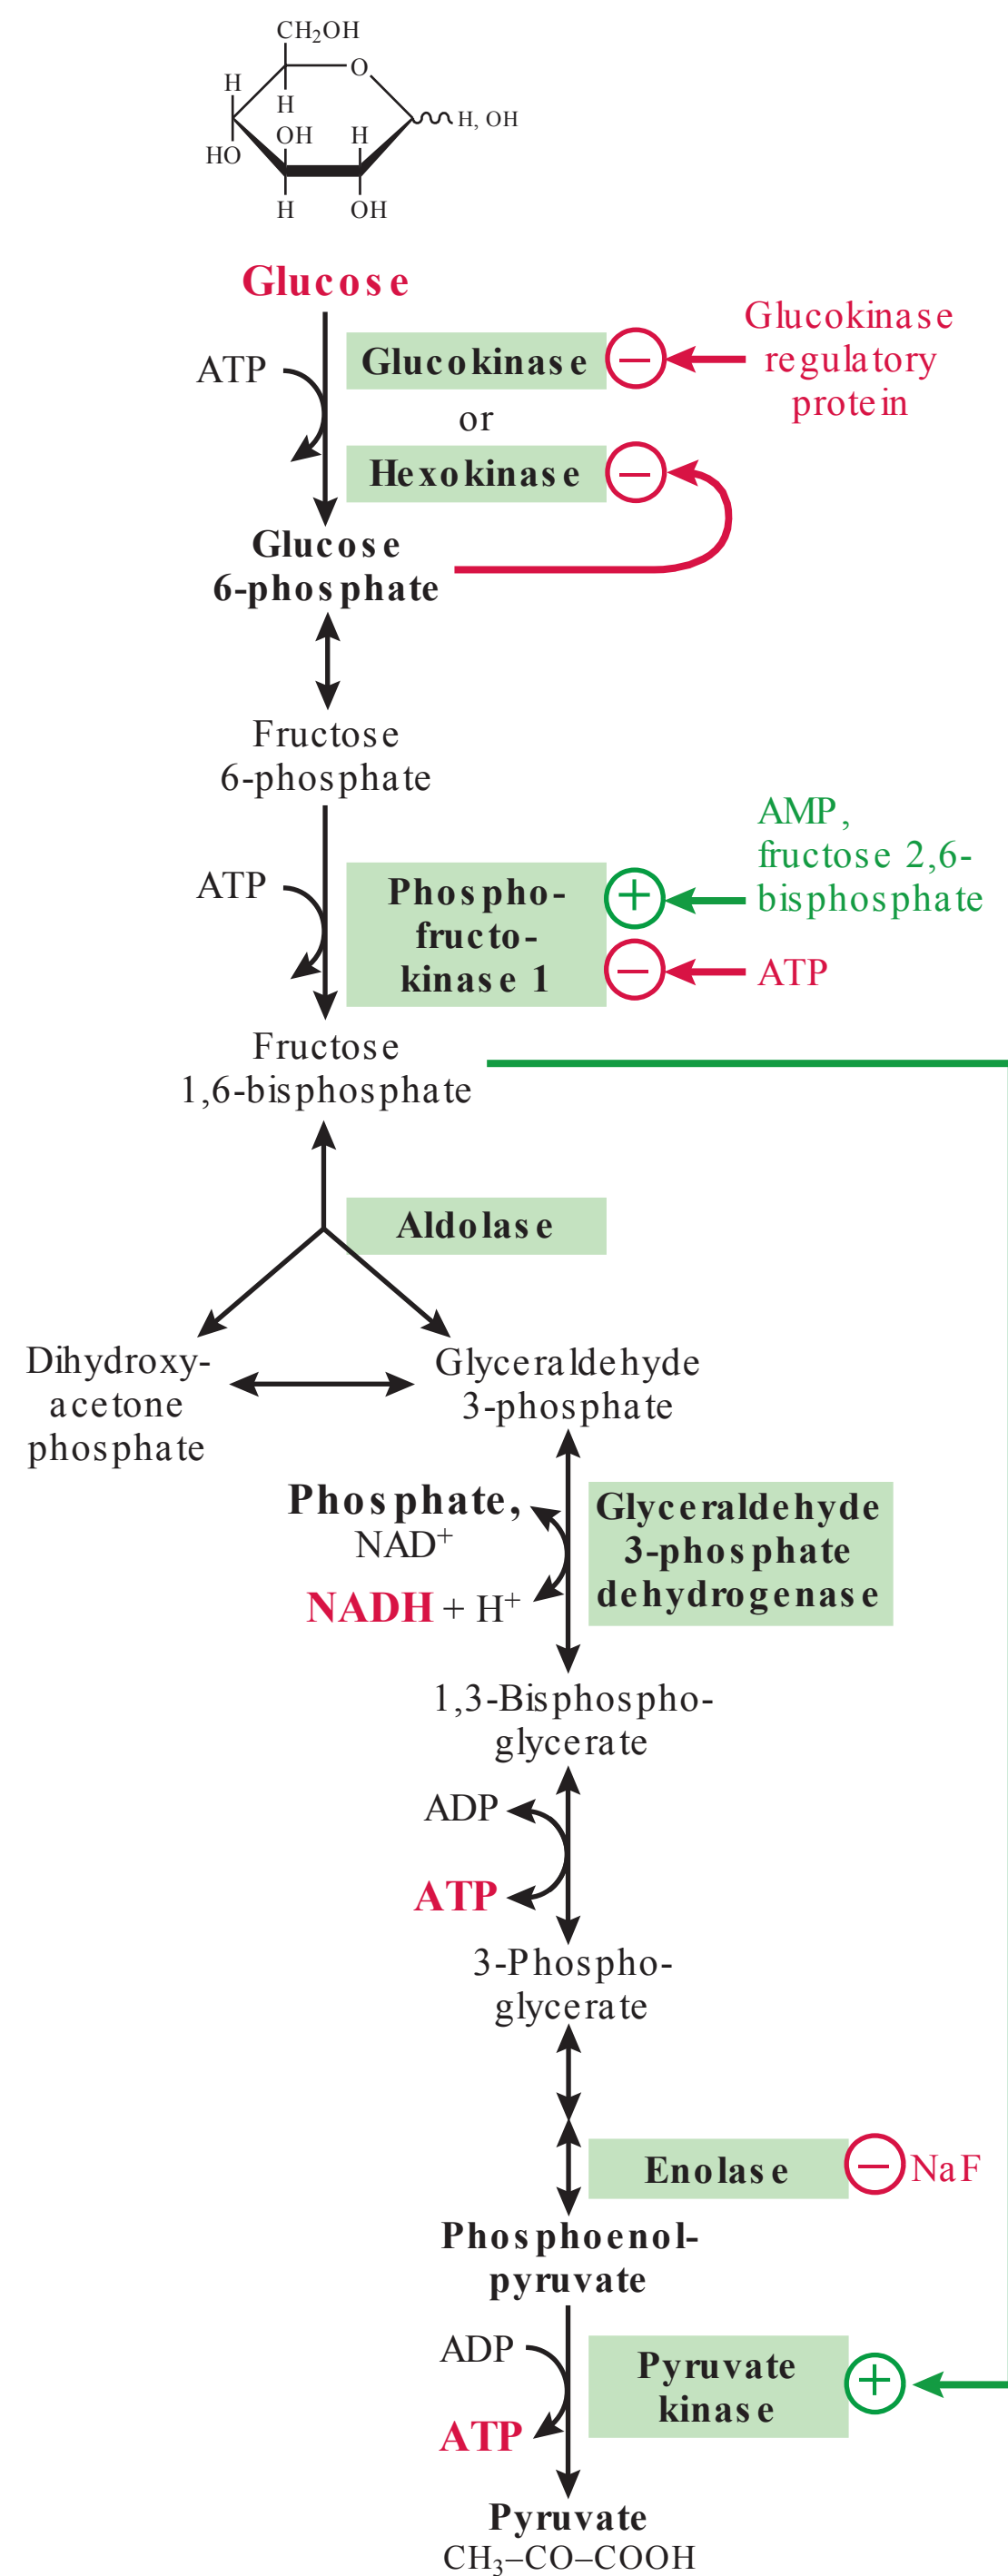 CH₂OH
O
H
H
H, OH
OH
H
HO
H
OH
Glucose
Glucokinase
regulatory
protein
ATP
Glucokinase
−
or
Hexokinase
−
Glucose
6-phosphate
Fructose
6-phosphate
AMP,
fructose 2,6-
bisphosphate
ATP
Phospho-
fructo-
kinase 1
+
−
ATP
Fructose
1,6-bisphosphate
Aldolase
Dihydroxy-
acetone
phosphate
Glyceraldehyde
3-phosphate
Phosphate,
NAD⁺
NADH + H⁺
Glyceraldehyde
3-phosphate
dehydrogenase
1,3-Bisphospho-
glycerate
ADP
ATP
3-Phospho-
glycerate
Enolase
−
NaF
Phosphoenol-
pyruvate
ADP
ATP
Pyruvate
kinase
+
Pyruvate
CH₃–CO–COOH